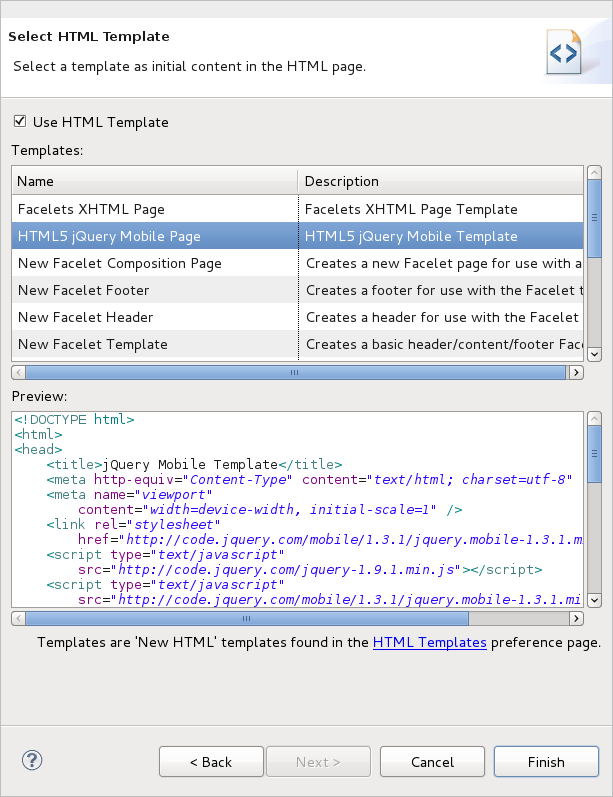 Select HTML Template
Select a template as initial content in the HTML page.
Use HTML Template
Templates:
Name Description
Facelets XHTML Page Facelets XHTML Page Template
HTML5 jQuery Mobile Page HTML5 jQuery Mobile Template
New Facelet Composition Page Creates a new Facelet page for use with a
New Facelet Footer Creates a footer for use with the Facelet t
New Facelet Header Creates a header for use with the Facelet
New Facelet Template Creates a basic header/content/footer Face
Preview:
<!DOCTYPE html>
<html>
<head>
<title>jQuery Mobile Template</title>
<meta http-equiv="Content-Type" content="text/html; charset=utf-8"
<meta name="viewport"
content="width=device-width, initial-scale=1" />
<link rel="stylesheet"
href="http://code.jquery.com/mobile/1.3.1/jquery.mobile-1.3.1.m
<script type="text/javascript"
src="http://code.jquery.com/jquery-1.9.1.min.js"></script>
<script type="text/javascript"
src="http://code.jquery.com/mobile/1.3.1/jquery.mobile-1.3.1.mi
Templates are 'New HTML' templates found in the HTML Templates preference page.
? < Back Next > Cancel Finish